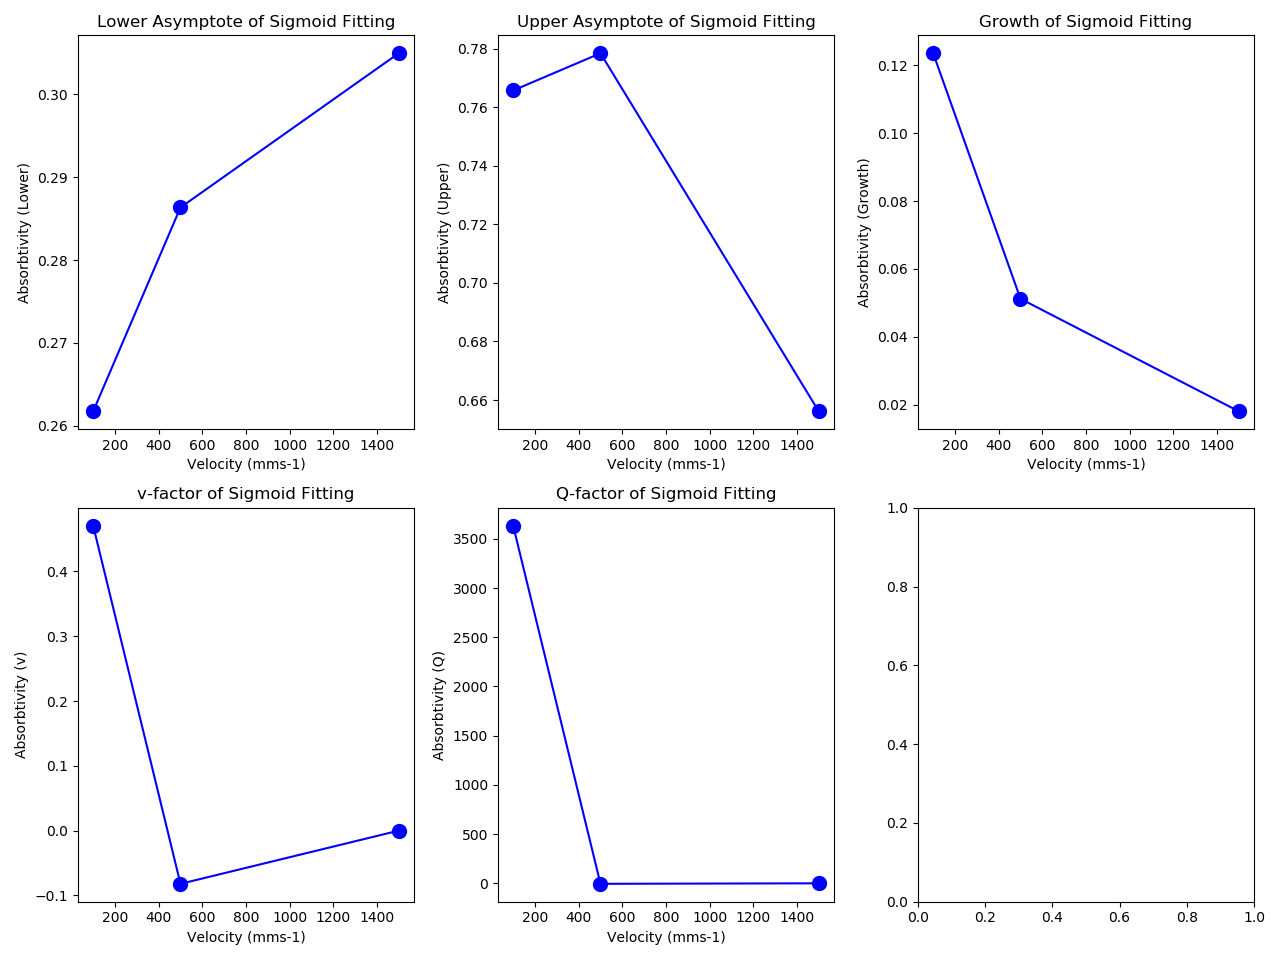 Lower Asymptote of Sigmoid Fitting
Absorbtivity (Lower)
0.30
0.29
0.28
0.27
0.26
200 400 600 800 1000 1200 1400
Velocity (mms-1)
Upper Asymptote of Sigmoid Fitting
Absorbtivity (Upper)
0.78
0.76
0.74
0.72
0.70
0.68
0.66
200 400 600 800 1000 1200 1400
Velocity (mms-1)
Growth of Sigmoid Fitting
Absorbtivity (Growth)
0.12
0.10
0.08
0.06
0.04
0.02
200 400 600 800 1000 1200 1400
Velocity (mms-1)
v-factor of Sigmoid Fitting
Absorbtivity (v)
0.4
0.3
0.2
0.1
0.0
−0.1
200 400 600 800 1000 1200 1400
Velocity (mms-1)
Q-factor of Sigmoid Fitting
Absorbtivity (Q)
3500
3000
2500
2000
1500
1000
500
0
200 400 600 800 1000 1200 1400
Velocity (mms-1)
1.0
0.8
0.6
0.4
0.2
0.0
0.0 0.2 0.4 0.6 0.8 1.0